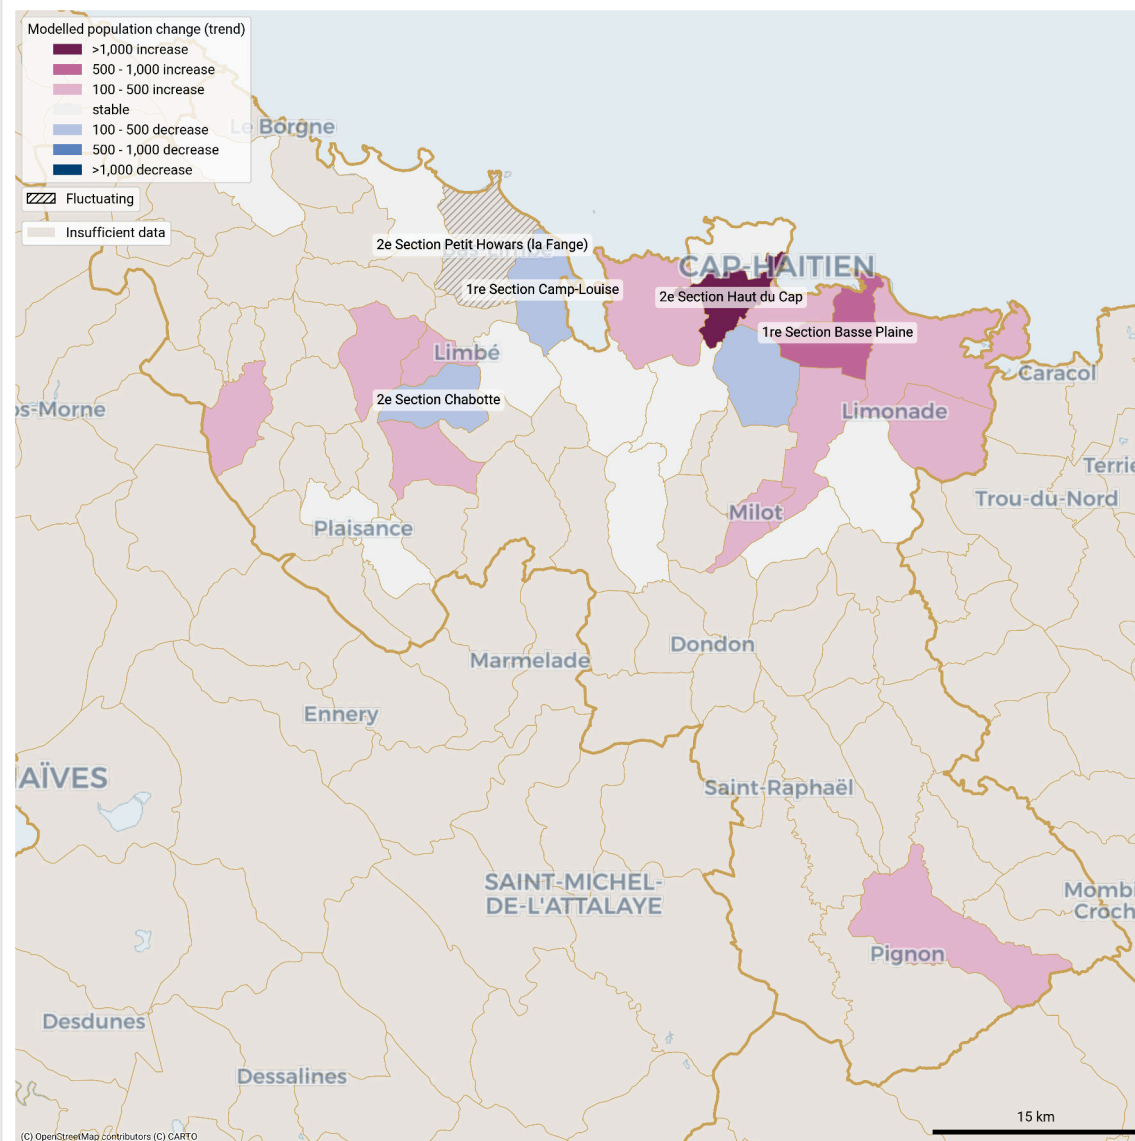 Modelled population change (trend)
>1,000 increase
500 - 1,000 increase
100 - 500 increase
stable
100 - 500 decrease
500 - 1,000 decrease
>1,000 decrease
Fluctuating
Insufficient data
Le Borgne
2e Section Petit Howars (la Fange)
CAP-HAITIEN
1re Section Camp-Louise
2e Section Haut du Cap
1re Section Basse Plaine
Limbé
Caracol
os-Morne
2e Section Chabotte
Limonade
Terrie
Trou-du-Nord
Milot
Plaisance
Dondon
Marmelade
Ennery
AÏVES
Saint-Raphaël
SAINT-MICHEL-
DE-L'ATTALAYE
Mombi
Croch
Pignon
Desdunes
Dessalines
15 km
(C) OpenStreetMap contributors (C) CARTO